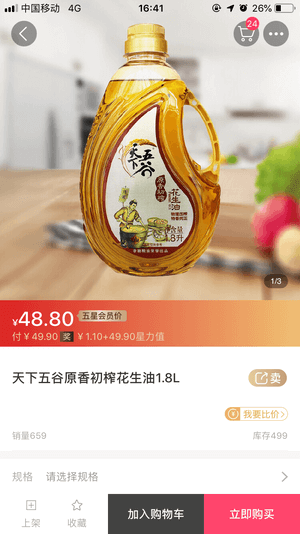 中国移动 4G 16:41 26%
24
天下五谷
原香初榨
花生油
1.8升
1/3
¥48.80 五星会员价
付¥49.90 奖 ¥1.10+49.90星力值
天下五谷原香初榨花生油1.8L
卖
我要比价>
销量659 库存499
规格 请选择规格
上架 收藏 加入购物车 立即购买